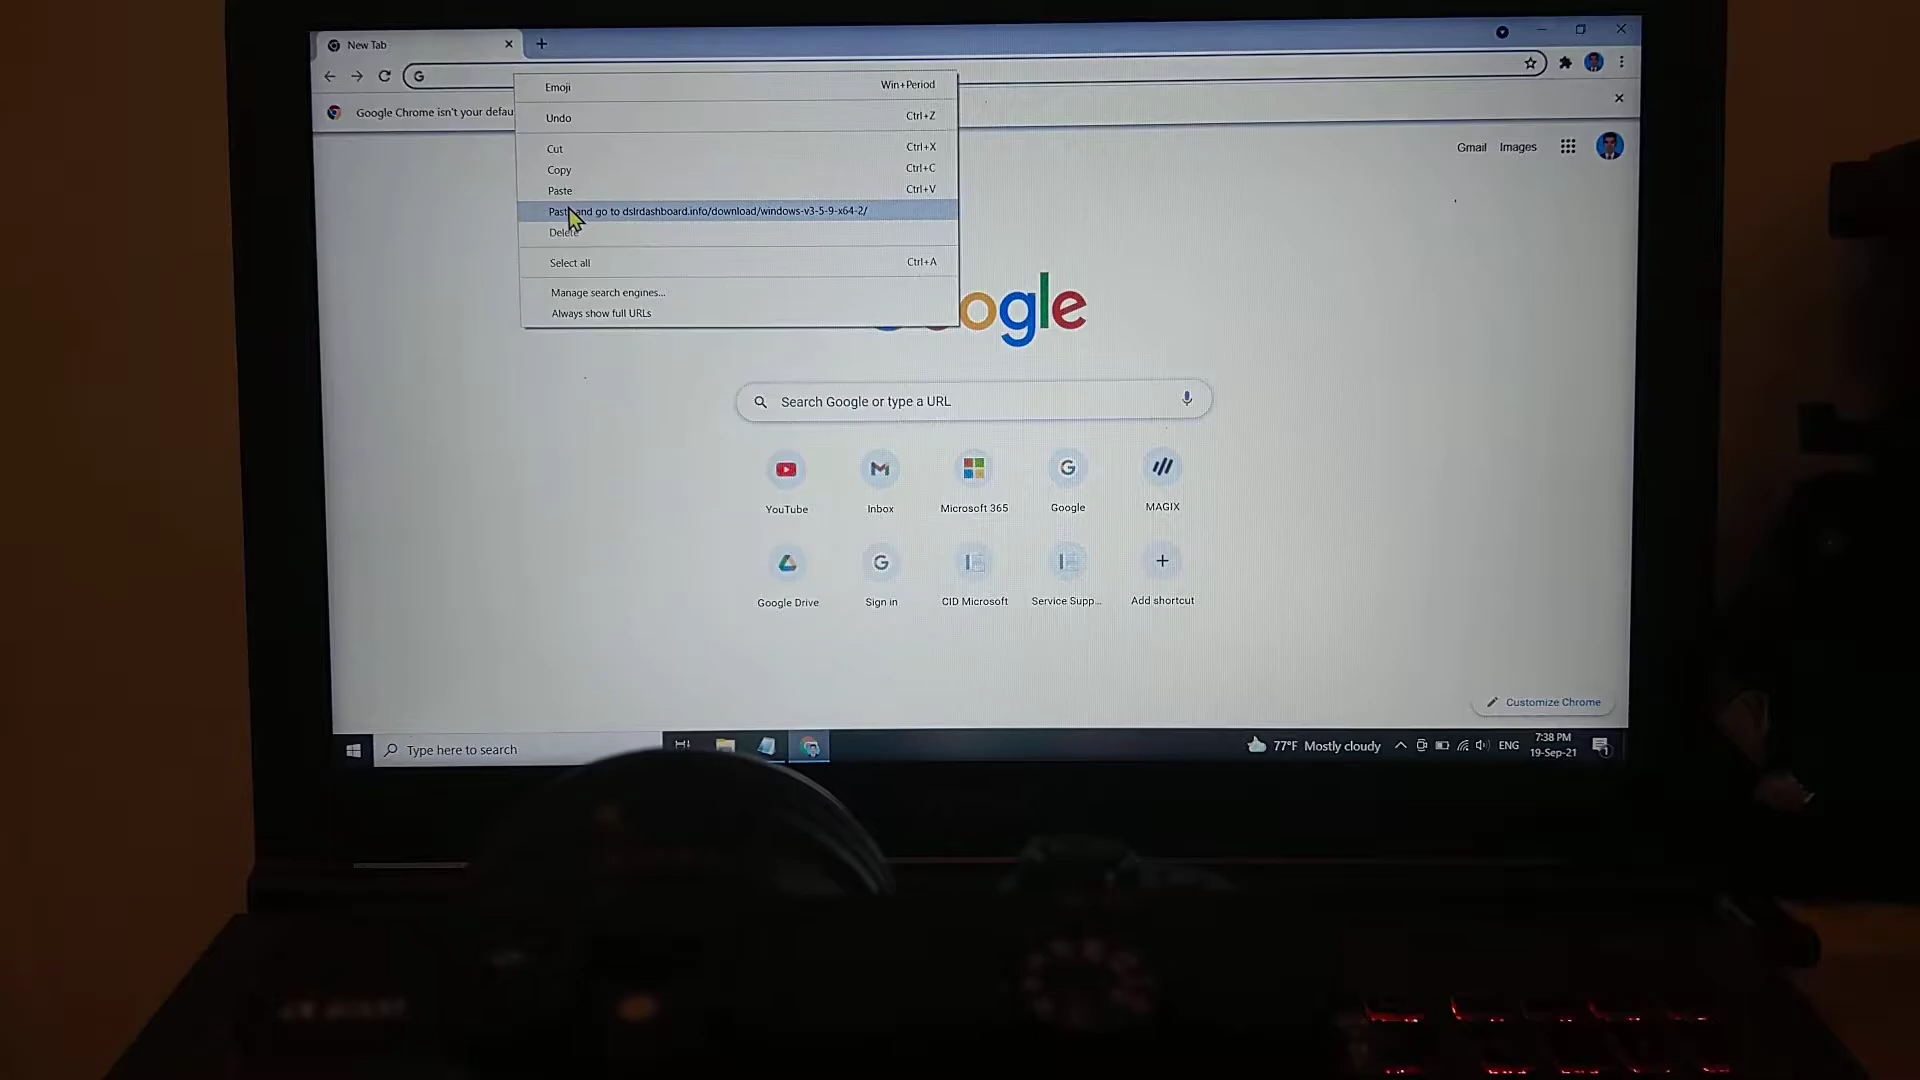 New Tab
G
Google Chrome isn't your defau
Emoji Win+Period
Undo Ctrl+Z
Cut Ctrl+X
Copy Ctrl+C
Paste Ctrl+V
Paste and go to dslrdashboard.info/download/windows-v3-5-9-x64-2/
Delete
Select all Ctrl+A
Manage search engines...
Always show full URLs
Gmail Images
ogle
Search Google or type a URL
YouTube Inbox Microsoft 365 Google MAGIX
Google Drive Sign in CID Microsoft Service Supp... Add shortcut
Customize Chrome
Type here to search
77°F Mostly cloudy
ENG
7:38 PM
19-Sep-21
1